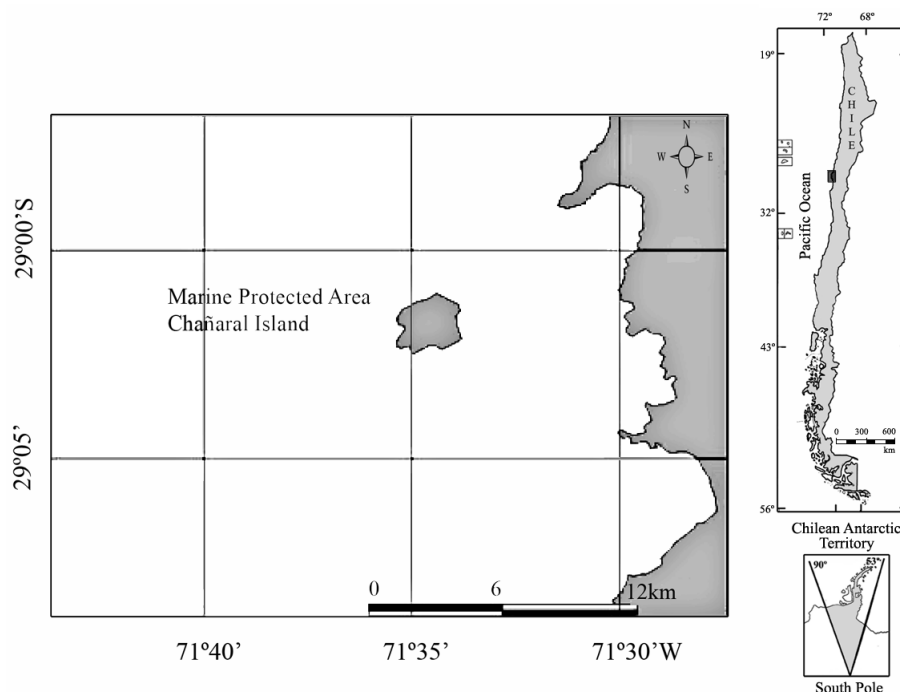 29º00’S
29º05’
71º40’
71º35’
71º30’W
Marine Protected Area
Chañaral Island
N
W
E
S
0
6
12km
72º
68º
19º
32º
43º
56º
CHILE
Pacific Ocean
0 300 600
km
Chilean Antarctic
Territory
90º
53º
South Pole